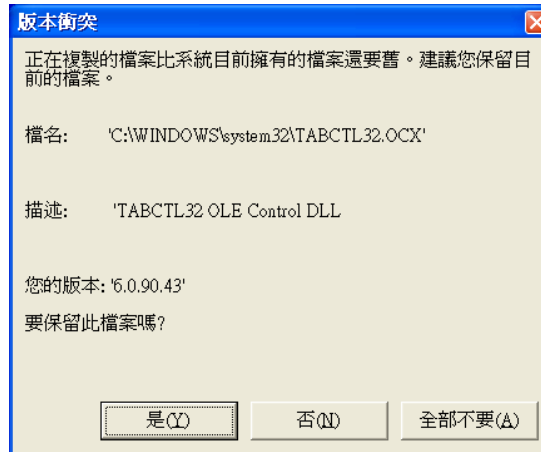 版本衝突
正在複製的檔案比系統目前擁有的檔案還要舊。建議您保留目
前的檔案。
檔名: 'C:\WINDOWS\system32\TABCTL32.OCX'
描述: 'TABCTL32 OLE Control DLL
您的版本: '6.0.90.43'
要保留此檔案嗎?
是(Y) 否(N) 全部不要(A)